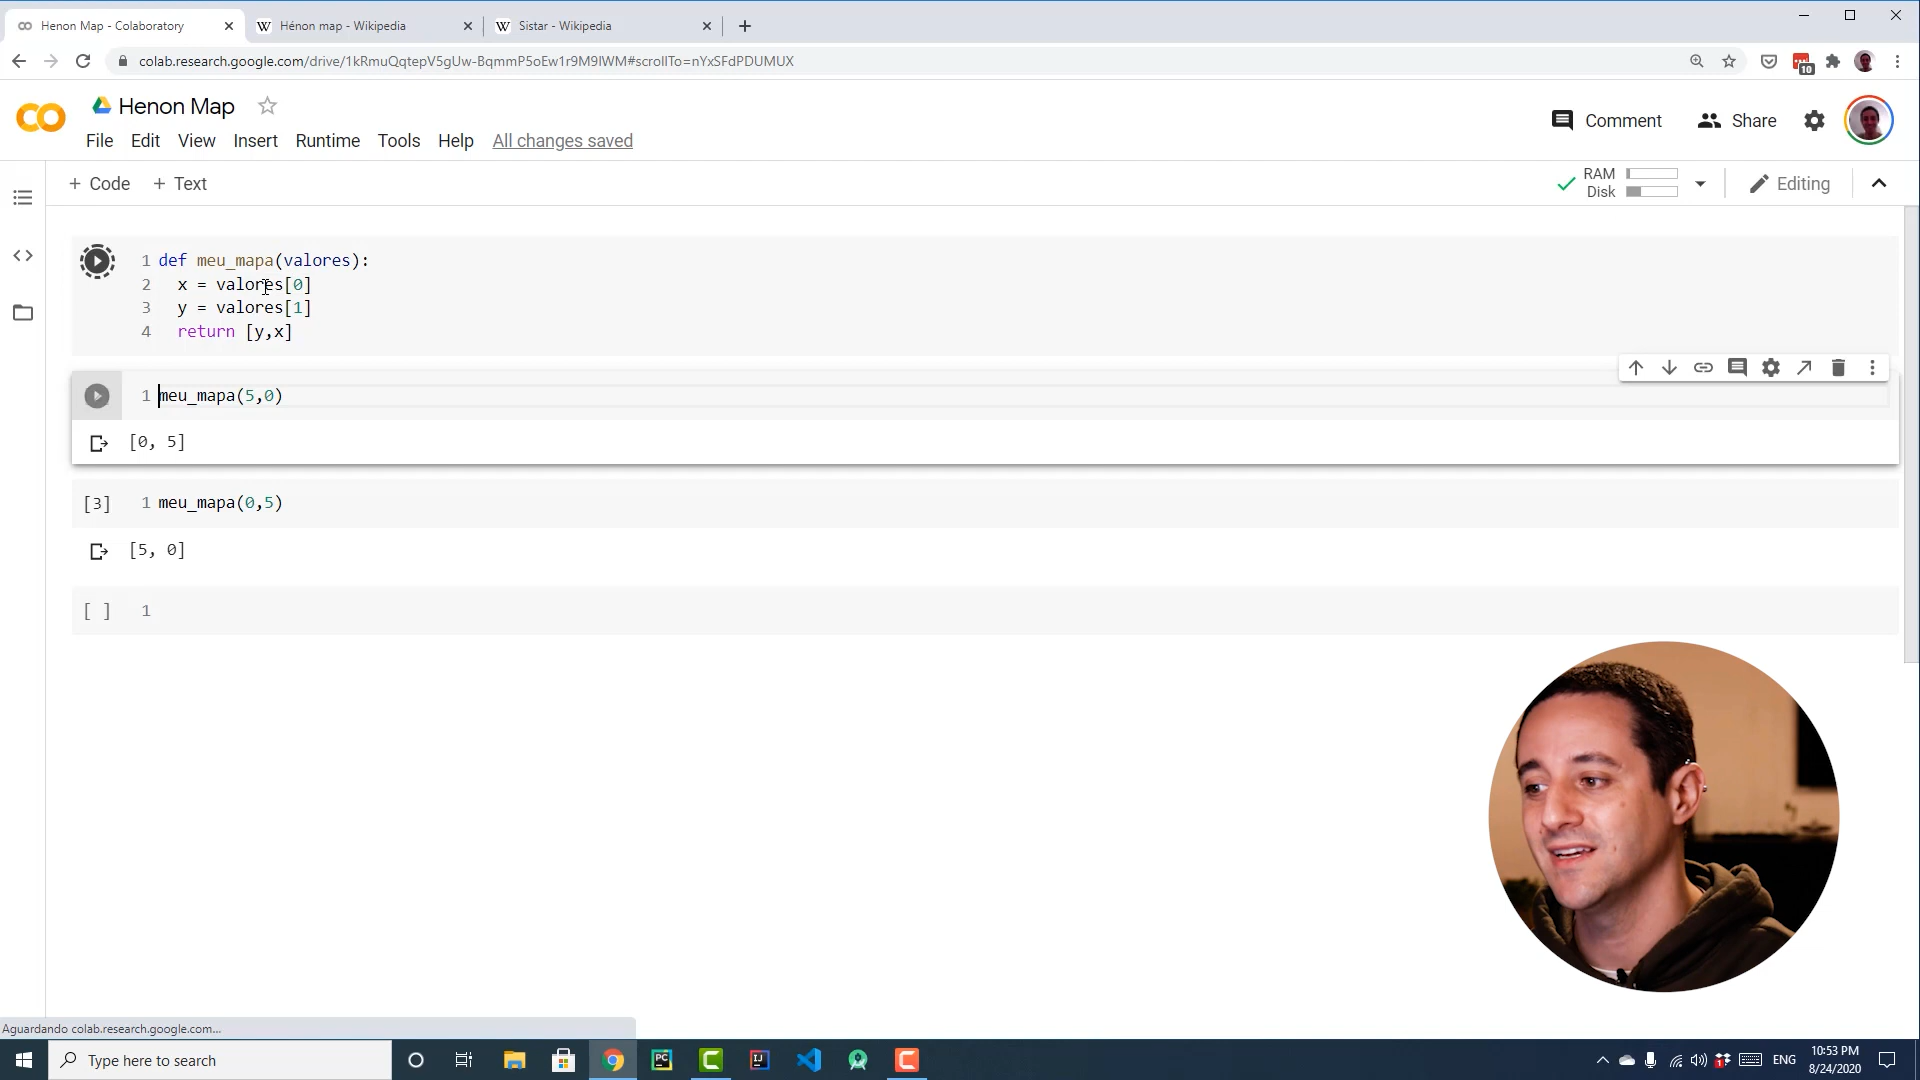 Henon Map - Colaboratory
Hénon map - Wikipedia
Sistar - Wikipedia
colab.research.google.com/drive/1kRmuQqtepV5gUw-BqmmP5oEw1r9M9IWM#scrollTo=nYxSFdPDUMUX
10
Henon Map
Comment
Share
File Edit View Insert Runtime Tools Help All changes saved
+ Code + Text
RAM
Disk
Editing
1 def meu_mapa(valores):
2 x = valores[0]
3 y = valores[1]
4 return [y,x]
1 meu_mapa(5,0)
[0, 5]
[3] 1 meu_mapa(0,5)
[5, 0]
[ ] 1
Aguardando colab.research.google.com...
Type here to search
ENG
10:53 PM
8/24/2020